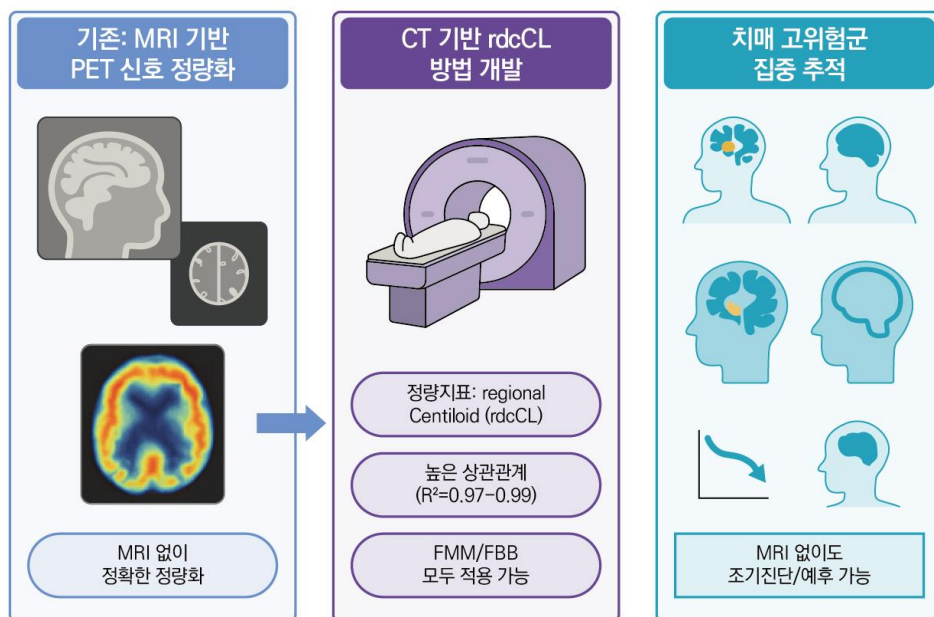 기존: MRI 기반
PET 신호 정량화
MRI 없이
정확한 정량화
CT 기반 rdcCL
방법 개발
정량지표: regional
Centiloid (rdcCL)
높은 상관관계
(R²=0.97-0.99)
FMM/FBB
모두 적용 가능
치매 고위험군
집중 추적
MRI 없이도
조기진단/예후 가능